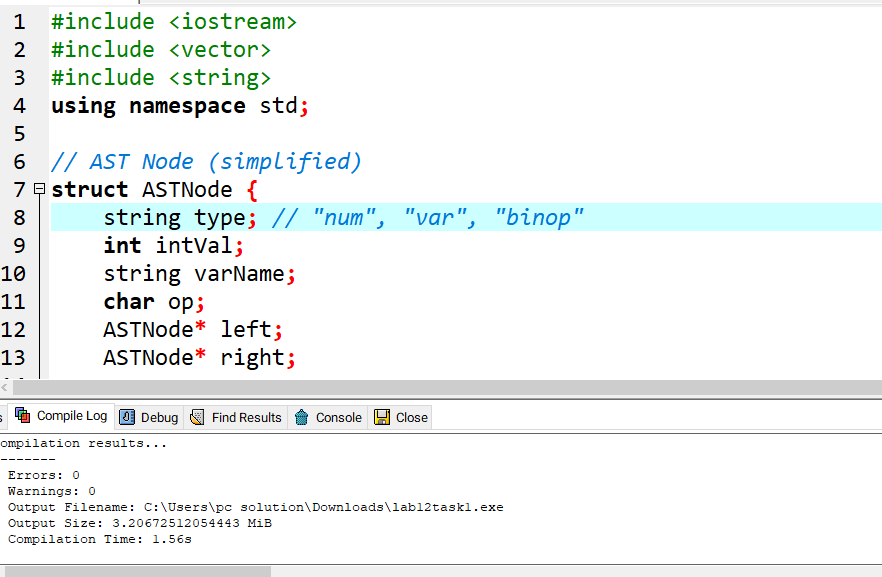 1 #include <iostream>
2 #include <vector>
3 #include <string>
4 using namespace std;
5
6 // AST Node (simplified)
7 struct ASTNode {
8 string type; // "num", "var", "binop"
9 int intVal;
10 string varName;
11 char op;
12 ASTNode* left;
13 ASTNode* right;
s Compile Log Debug Find Results Console Close
ompilation results...
-------
Errors: 0
Warnings: 0
Output Filename: C:\Users\pc solution\Downloads\lab12task1.exe
Output Size: 3.20672512054443 MiB
Compilation Time: 1.56s